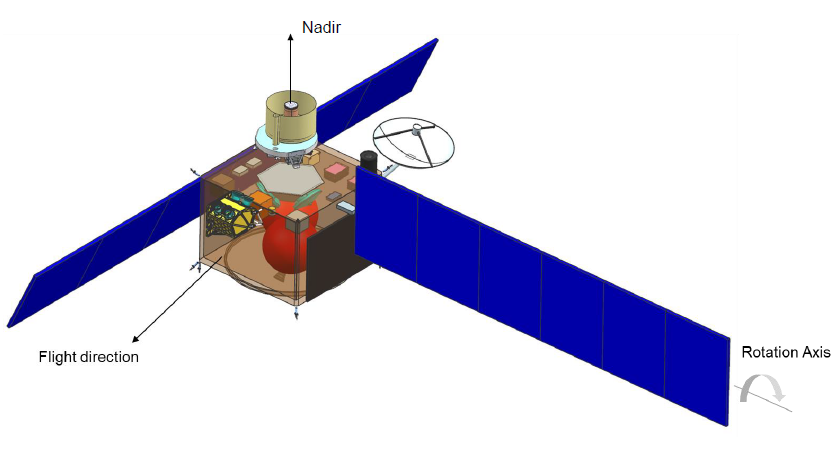 Nadir
Rotation Axis
Flight direction